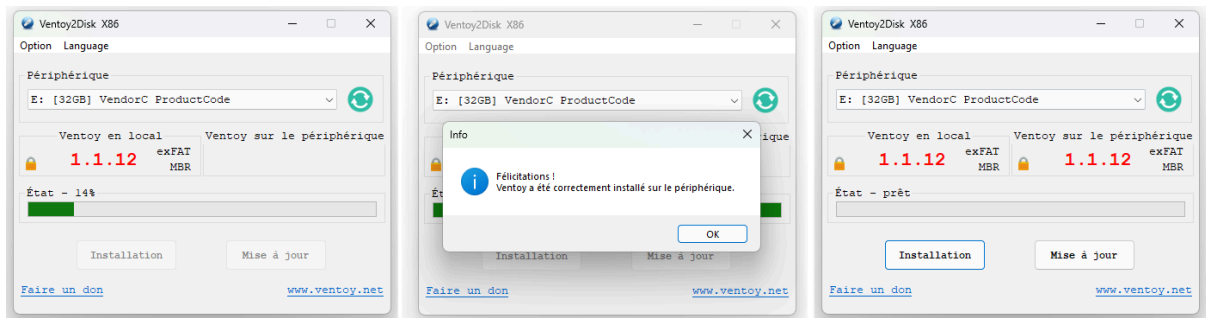 Ventoy2Disk X86
Option Language
Périphérique
E: [32GB] VendorC ProductCode
Ventoy en local Ventoy sur le périphérique
1.1.12 exFAT MBR
État - 14%
Installation Mise à jour
Faire un don www.ventoy.net
Ventoy2Disk X86
Option Language
Périphérique
E: [32GB] VendorC ProductCode
ique
Info
Félicitations !
Ventoy a été correctement installé sur le périphérique.
OK
Ét
Installation Mise à jour
Faire un don www.ventoy.net
Ventoy2Disk X86
Option Language
Périphérique
E: [32GB] VendorC ProductCode
Ventoy en local Ventoy sur le périphérique
1.1.12 exFAT MBR 1.1.12 exFAT MBR
État - prêt
Installation Mise à jour
Faire un don www.ventoy.net